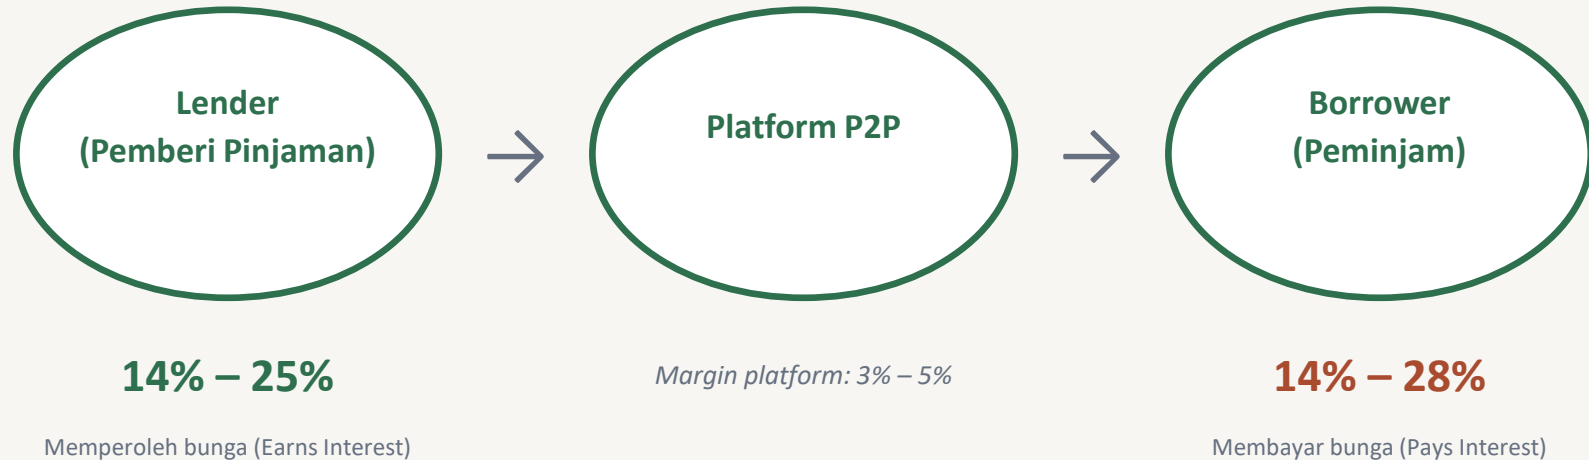 Lender
(Pemberi Pinjaman)
Platform P2P
Borrower
(Peminjam)
14% – 25%
Margin platform: 3% – 5%
14% – 28%
Memperoleh bunga (Earns Interest)
Membayar bunga (Pays Interest)